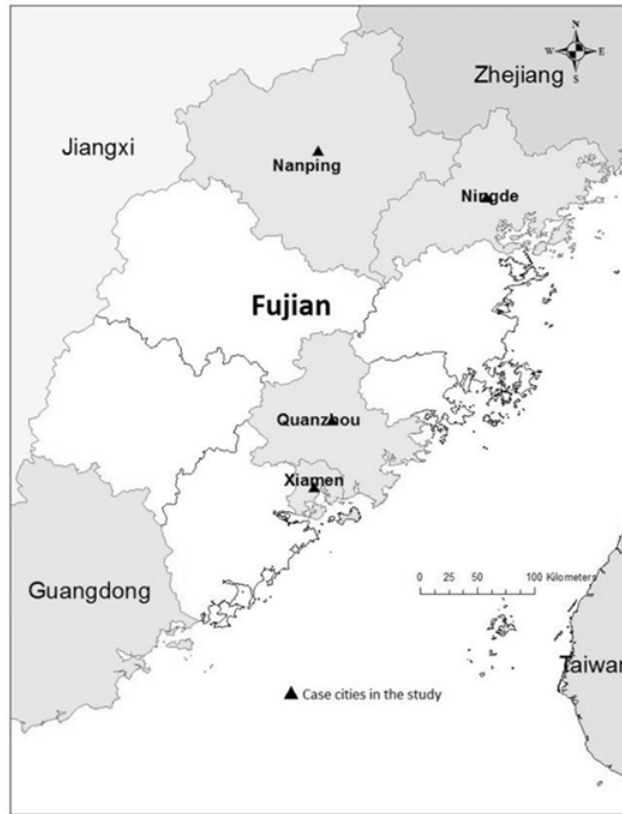 N
W E
S
Zhejiang
Jiangxi
Nanping
Ningde
Fujian
Quanzhou
Xiamen
Guangdong
0 25 50 100 Kilometers
Taiwan
Case cities in the study